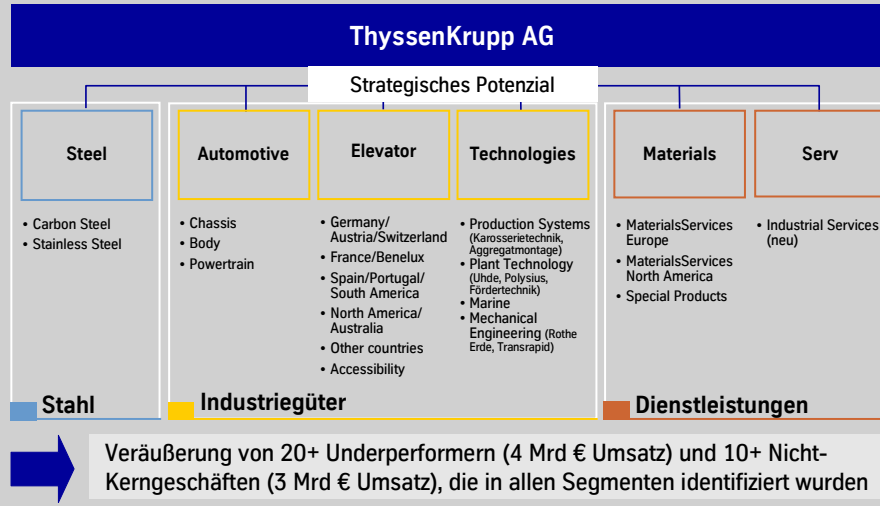 ThyssenKrupp AG
Strategisches Potenzial
Steel
Automotive
Elevator
Technologies
Materials
Serv
• Carbon Steel
• Stainless Steel
• Chassis
• Body
• Powertrain
• Germany/
Austria/Switzerland
• France/Benelux
• Spain/Portugal/
South America
• North America/
Australia
• Other countries
• Accessibility
• Production Systems
(Karosserietechnik,
Aggregatmontage)
• Plant Technology
(Uhde, Polysius,
Fördertechnik)
• Marine
• Mechanical
Engineering (Rothe
Erde, Transrapid)
• MaterialsServices
Europe
• MaterialsServices
North America
• Special Products
• Industrial Services
(neu)
Stahl
Industriegüter
Dienstleistungen
Veräußerung von 20+ Underperformern (4 Mrd € Umsatz) und 10+ Nicht-
Kerngeschäften (3 Mrd € Umsatz), die in allen Segmenten identifiziert wurden